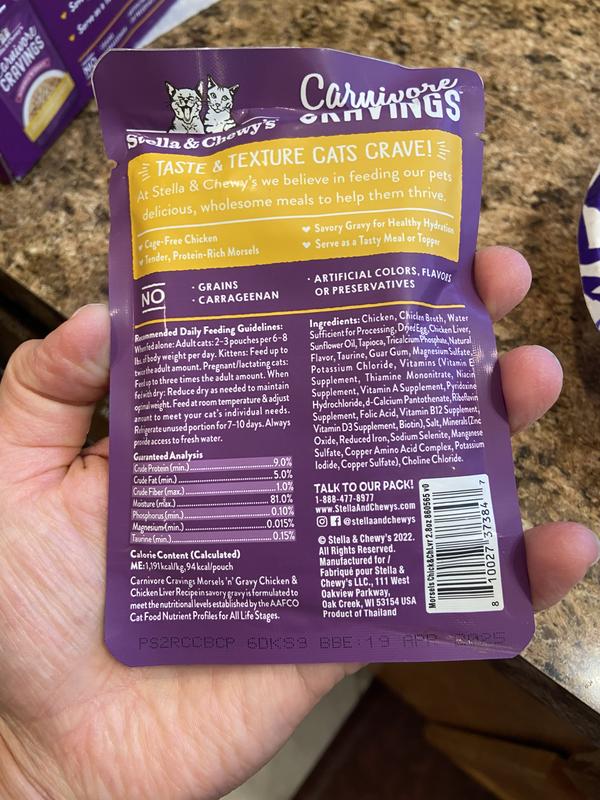 Carnivore
CRAVINGS
Stella & Chewy's
TASTE & TEXTURE CATS CRAVE!
At Stella & Chewy's we believe in feeding our pets
delicious, wholesome meals to help them thrive.
Cage-Free Chicken
Tender, Protein-Rich Morsels
Savory Gravy for Healthy Hydration
Serve as a Tasty Meal or Topper
NO
· GRAINS
· CARRAGEENAN
· ARTIFICIAL COLORS, FLAVORS
OR PRESERVATIVES
Recommended Daily Feeding Guidelines:
When fed alone: Adult cats: 2–3 pouches per 6–8
lbs. of body weight per day. Kittens: Feed up to
twice the adult amount. Pregnant/lactating cats:
Feed up to three times the adult amount. When
fed with dry: Reduce dry as needed to maintain
optimal weight. Feed at room temperature & adjust
amount to meet your cat's individual needs.
Refrigerate unused portion for 7–10 days. Always
provide access to fresh water.
Guaranteed Analysis
Crude Protein (min.) 9.0%
Crude Fat (min.) 5.0%
Crude Fiber (max.) 1.0%
Moisture (max.) 81.0%
Phosphorus (min.) 0.10%
Magnesium (min.) 0.015%
Taurine (min.) 0.15%
Calorie Content (Calculated)
ME: 1,191 kcal/kg, 94 kcal/pouch
Carnivore Cravings Morsels 'n' Gravy Chicken &
Chicken Liver Recipe in savory gravy is formulated to
meet the nutritional levels established by the AAFCO
Cat Food Nutrient Profiles for All Life Stages.
Ingredients: Chicken, Chicken Broth, Water
Sufficient for Processing, Dried Egg, Chicken Liver,
Sunflower Oil, Tapioca, Tricalcium Phosphate, Natural
Flavor, Taurine, Guar Gum, Magnesium Sulfate,
Potassium Chloride, Vitamins (Vitamin E
Supplement, Thiamine Mononitrate, Niacin
Supplement, Vitamin A Supplement, Pyridoxine
Hydrochloride, d-Calcium Pantothenate, Riboflavin
Supplement, Folic Acid, Vitamin B12 Supplement,
Vitamin D3 Supplement, Biotin), Salt, Minerals (Zinc
Oxide, Reduced Iron, Sodium Selenite, Manganese
Sulfate, Copper Amino Acid Complex, Potassium
Iodide, Copper Sulfate), Choline Chloride.
TALK TO OUR PACK!
1-888-477-8977
www.StellaAndChewys.com
@stellaandchewys
© Stella & Chewy's 2022.
All Rights Reserved.
Manufactured for /
Fabriqué pour Stella &
Chewy's LLC., 111 West
Oakview Parkway,
Oak Creek, WI 53154 USA
Product of Thailand
Morsels Chick&ChLvr 2.8oz 860565 v0
8 10027 37384 7
PS2RCCBCP 6DKS3 BBE:19 APR 2025